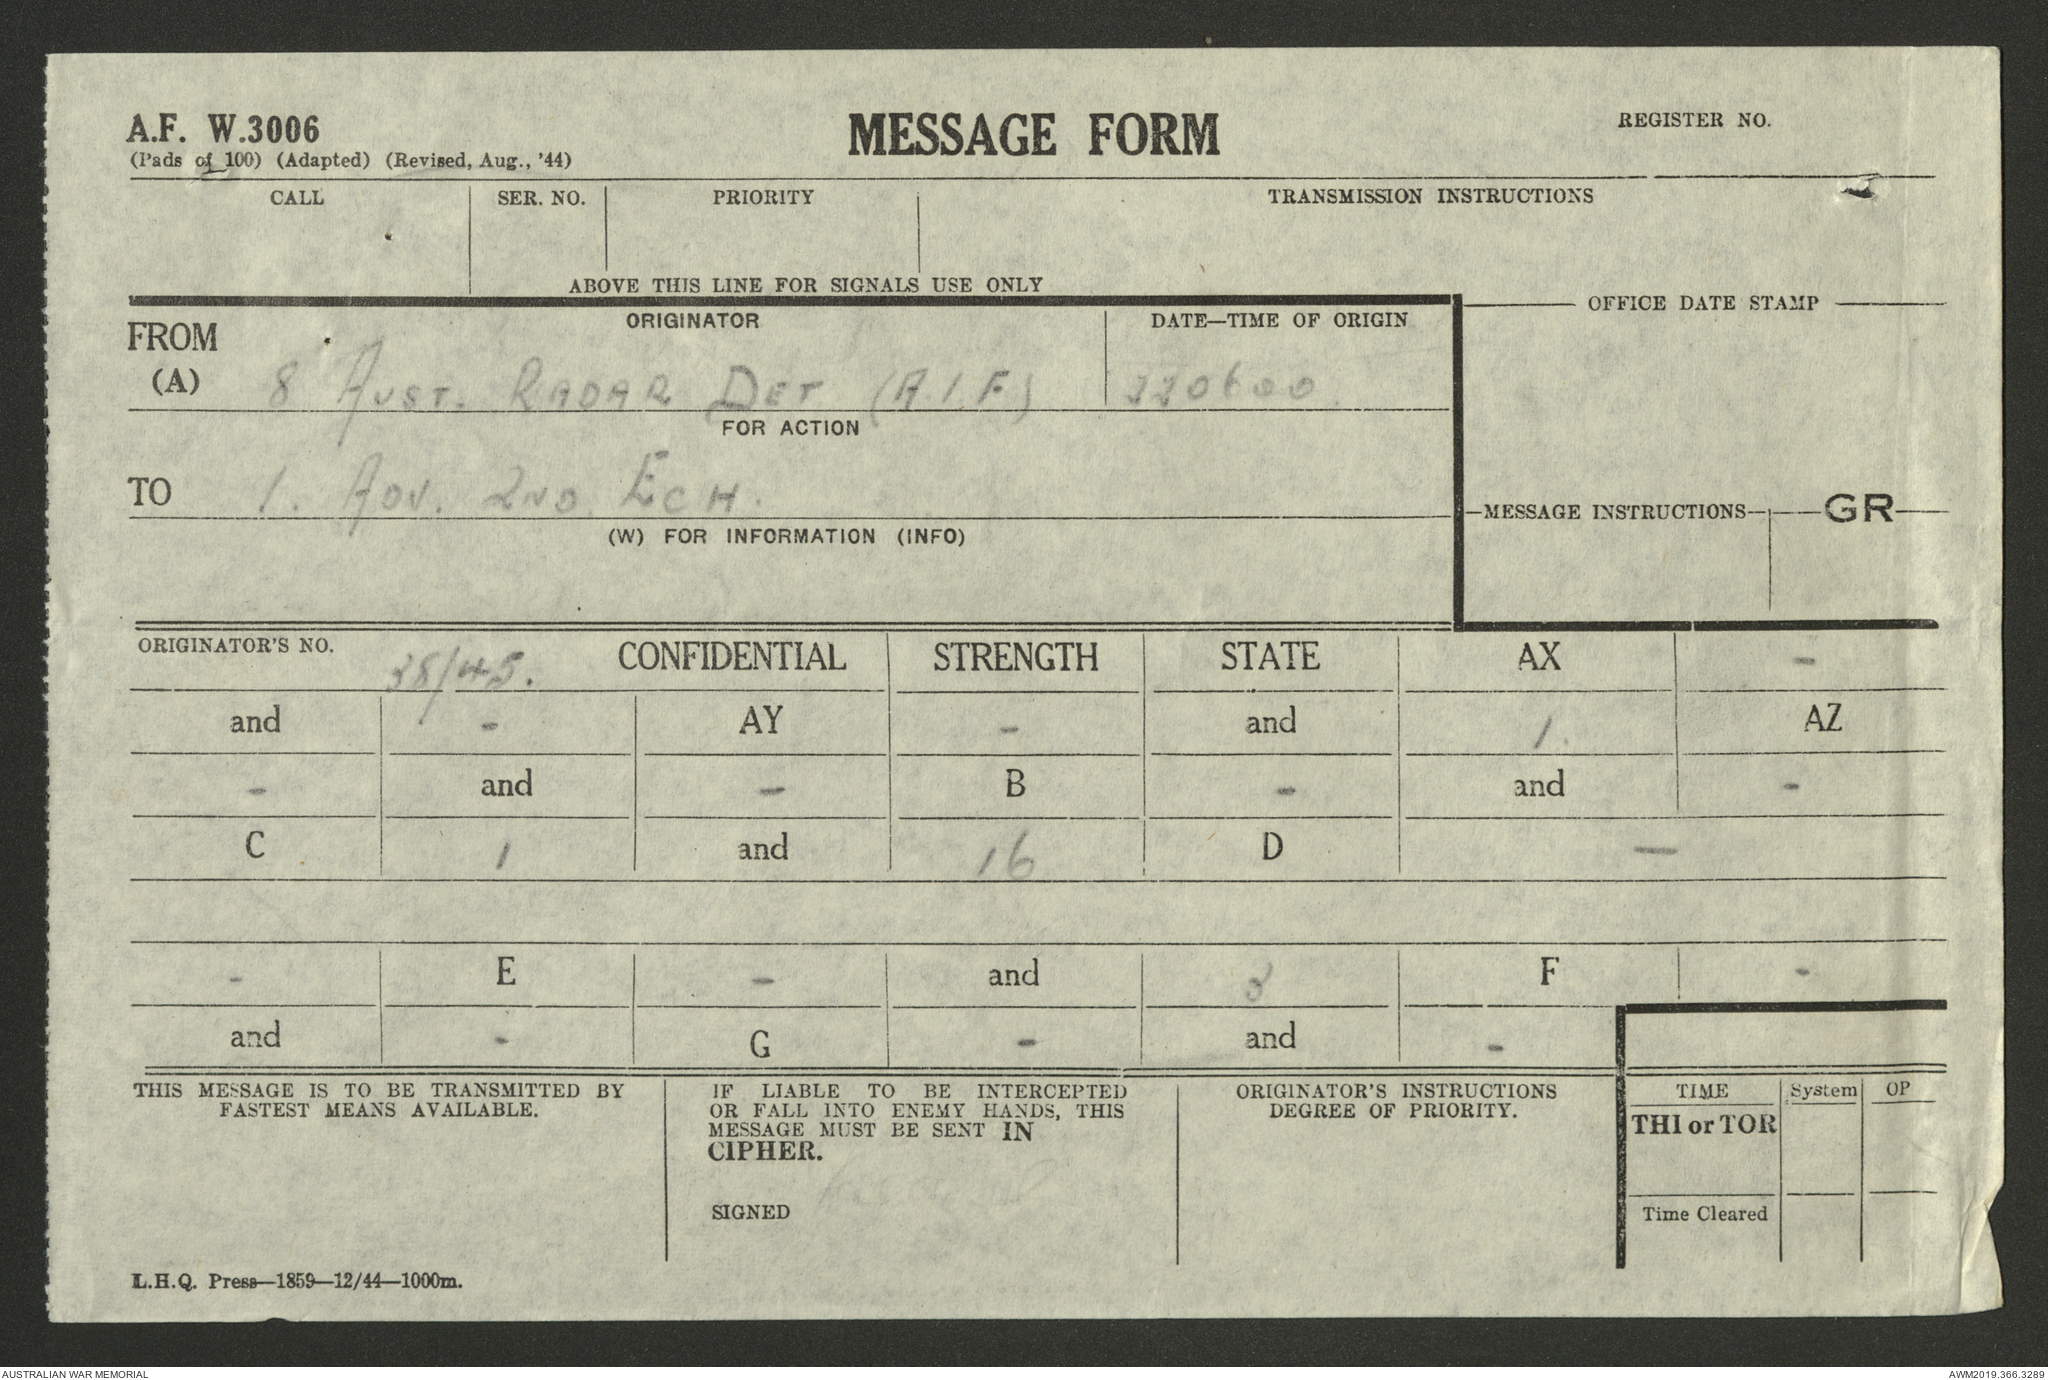 A.F. W.3006
(Pads of 100) (Adapted) (Revised, Aug., '44)
MESSAGE FORM
REGISTER NO.
CALL SER. NO. PRIORITY TRANSMISSION INSTRUCTIONS
ABOVE THIS LINE FOR SIGNALS USE ONLY
FROM ORIGINATOR DATE—TIME OF ORIGIN OFFICE DATE STAMP
(A) 8 AUST. RADAR DET (A.I.F)
FOR ACTION
TO 1. ADV. 2ND ECH.
MESSAGE INSTRUCTIONS GR
(W) FOR INFORMATION (INFO)
ORIGINATOR'S NO. 38/45. CONFIDENTIAL STRENGTH STATE AX -
and - AY - and 1. AZ
- and - B - and -
C 1 and 16 D —
- E - and 3 F -
and - G - and -
THIS MESSAGE IS TO BE TRANSMITTED BY
FASTEST MEANS AVAILABLE.
IF LIABLE TO BE INTERCEPTED
OR FALL INTO ENEMY HANDS, THIS
MESSAGE MUST BE SENT IN
CIPHER.
SIGNED
ORIGINATOR'S INSTRUCTIONS
DEGREE OF PRIORITY.
TIME System OP
THI or TOR
Time Cleared
L.H.Q. Press—1859—12/44—1000m.
AUSTRALIAN WAR MEMORIAL
AWM2019.366.3289